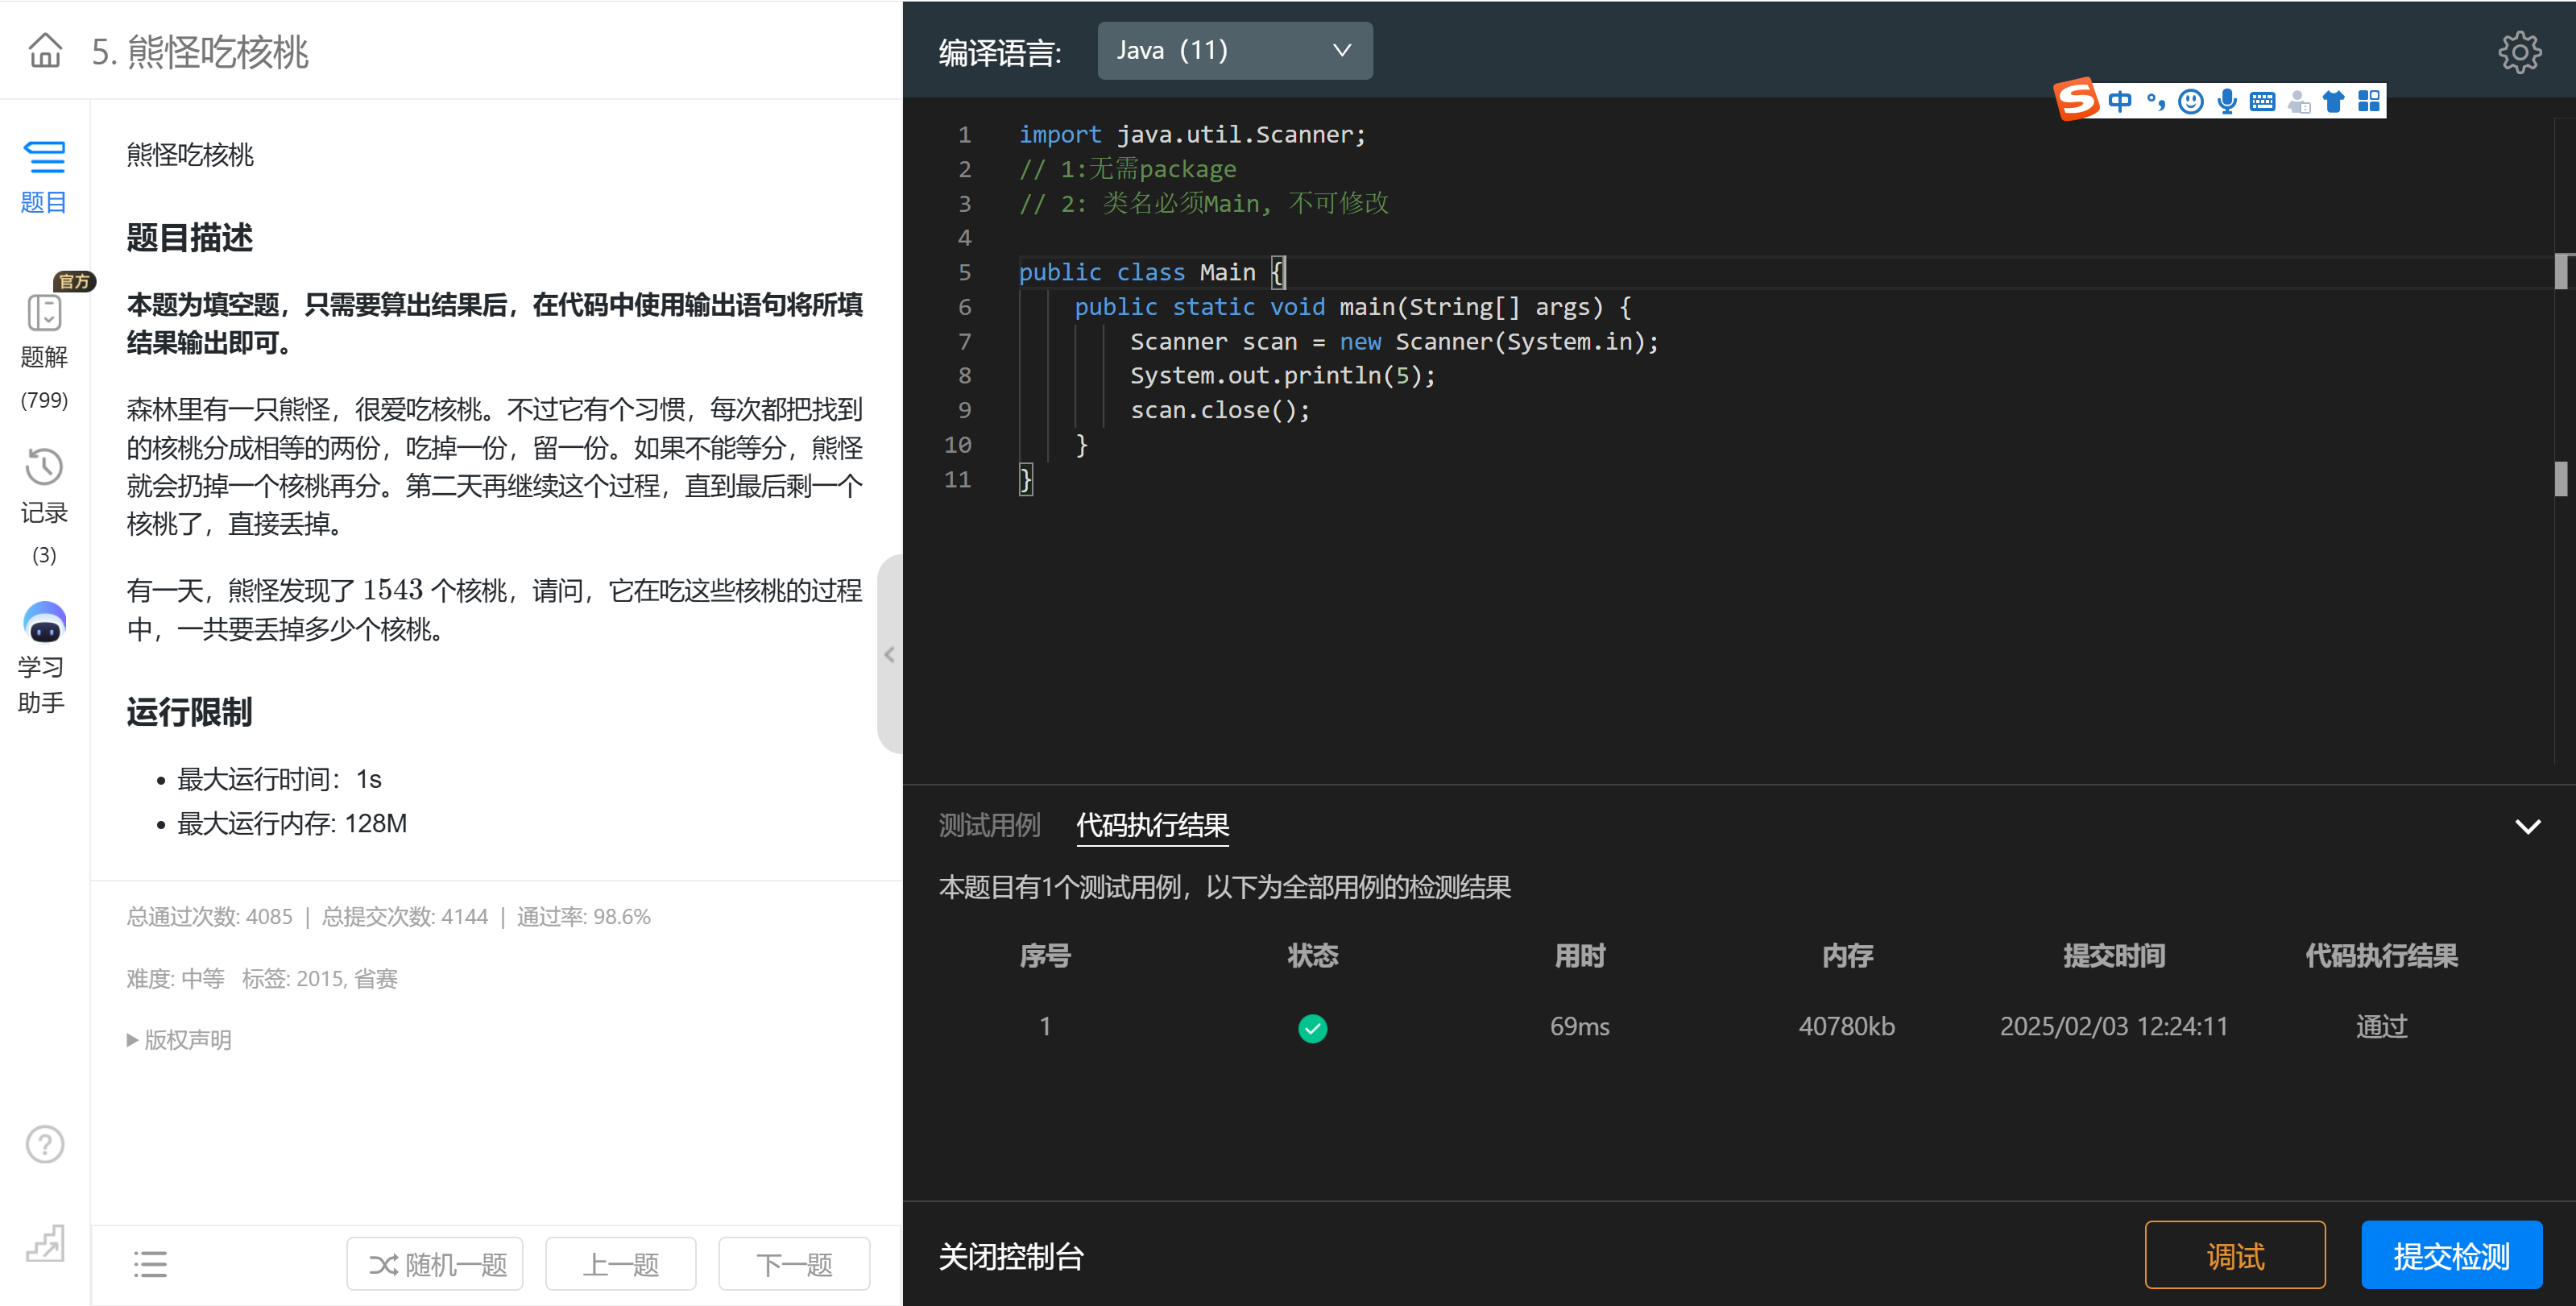 5. 熊怪吃核桃
题目
官方
题解
(799)
记录
(3)
学习
助手
熊怪吃核桃
题目描述
本题为填空题，只需要算出结果后，在代码中使用输出语句将所填
结果输出即可。
森林里有一只熊怪，很爱吃核桃。不过它有个习惯，每次都把找到
的核桃分成相等的两份，吃掉一份，留一份。如果不能等分，熊怪
就会扔掉一个核桃再分。第二天再继续这个过程，直到最后剩一个
核桃了，直接丢掉。
有一天，熊怪发现了 1543 个核桃，请问，它在吃这些核桃的过程
中，一共要丢掉多少个核桃。
运行限制
• 最大运行时间：1s
• 最大运行内存: 128M
总通过次数: 4085 | 总提交次数: 4144 | 通过率: 98.6%
难度: 中等 标签: 2015, 省赛
版权声明
随机一题 上一题 下一题
编译语言: Java（11）
中
1 import java.util.Scanner;
2 // 1:无需package
3 // 2: 类名必须Main, 不可修改
4
5 public class Main {
6 public static void main(String[] args) {
7 Scanner scan = new Scanner(System.in);
8 System.out.println(5);
9 scan.close();
10 }
11 }
测试用例 代码执行结果
本题目有1个测试用例，以下为全部用例的检测结果
序号 状态 用时 内存 提交时间 代码执行结果
1 69ms 40780kb 2025/02/03 12:24:11 通过
关闭控制台 调试 提交检测